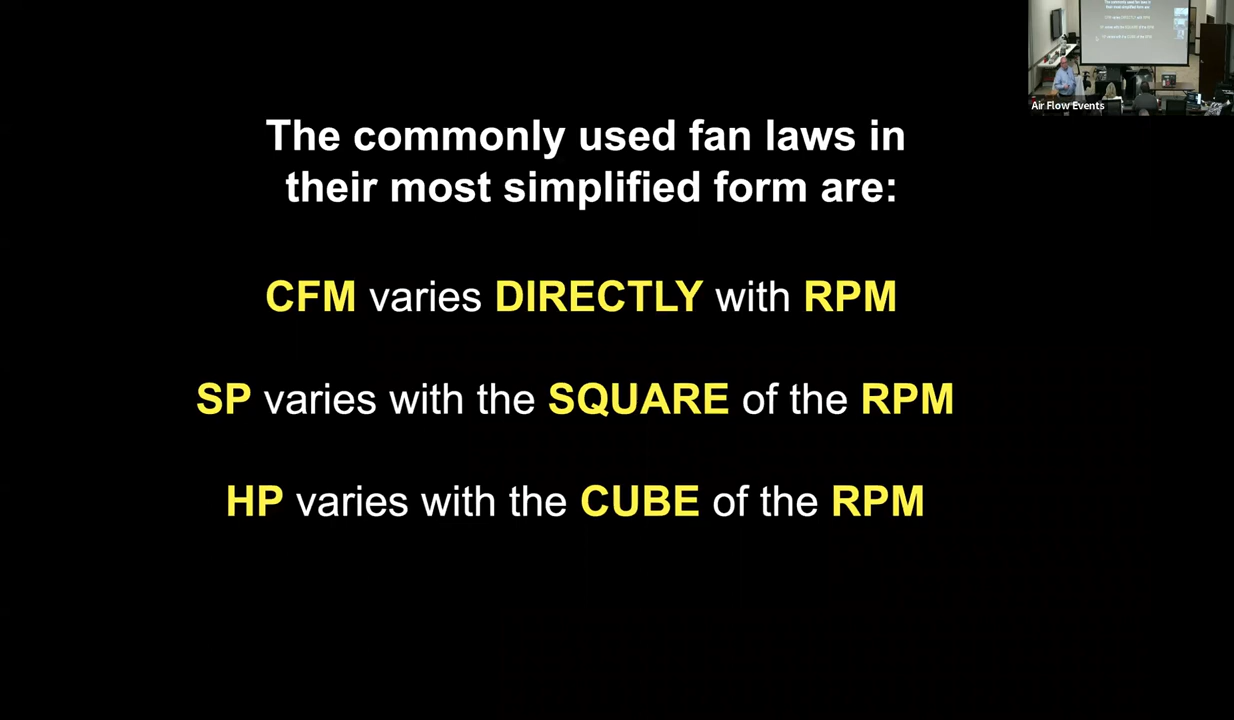 The commonly used fan laws in
their most simplified form are:
CFM varies DIRECTLY with RPM
SP varies with the SQUARE of the RPM
HP varies with the CUBE of the RPM
Air Flow Events